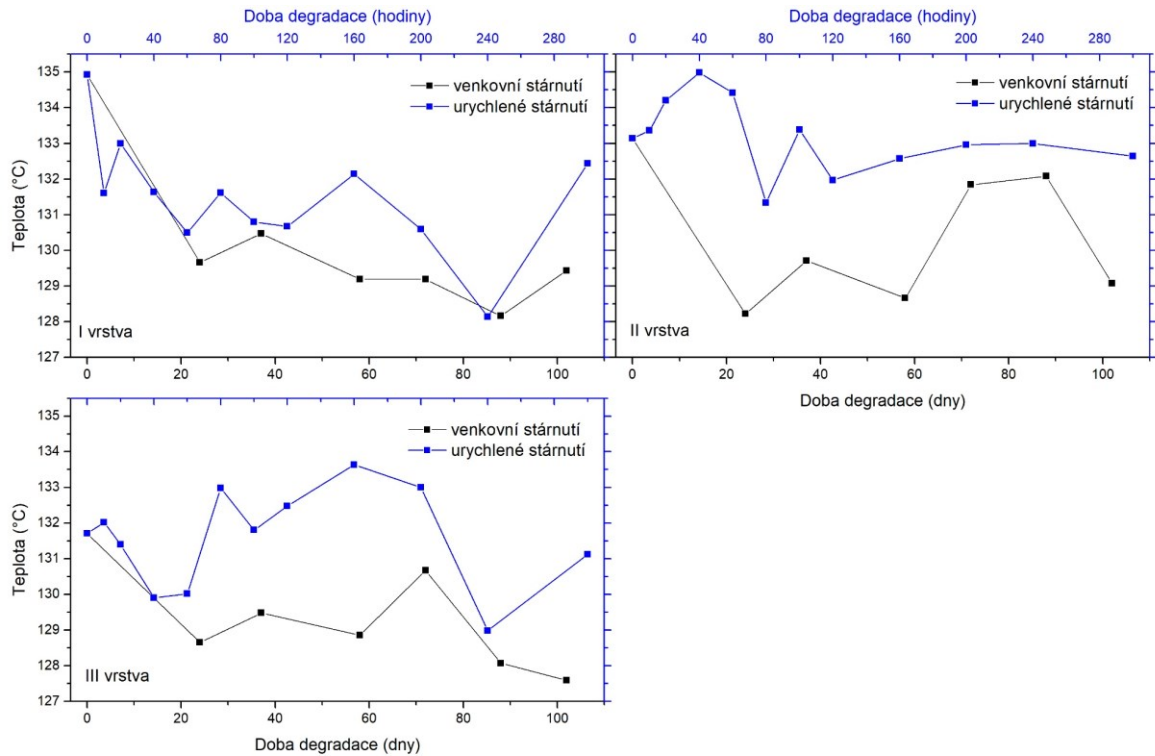 Doba degradace (hodiny)
0 40 80 120 160 200 240 280
135
134
133
132
131
130
129
128
127
Teplota (°C)
venkovní stárnutí
urychlené stárnutí
I vrstva
0 20 40 60 80 100
Doba degradace (hodiny)
0 40 80 120 160 200 240 280
venkovní stárnutí
urychlené stárnutí
II vrstva
0 20 40 60 80 100
Doba degradace (dny)
135
134
133
132
131
130
129
128
127
Teplota (°C)
venkovní stárnutí
urychlené stárnutí
III vrstva
0 20 40 60 80 100
Doba degradace (dny)